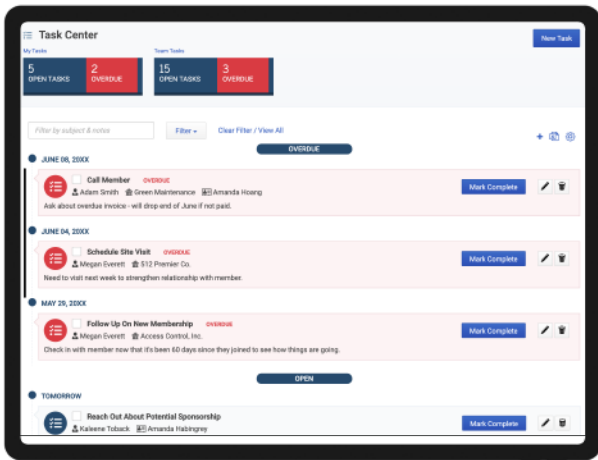 Task Center
New Task
My Tasks
Team Tasks
5
OPEN TASKS
2
OVERDUE
15
OPEN TASKS
3
OVERDUE
Filter by subject & notes
Filter
Clear Filter / View All
OVERDUE
JUNE 08, 20XX
Call Member OVERDUE
Adam Smith Green Maintenance Amanda Hoang
Mark Complete
Ask about overdue invoice - will drop end of June if not paid.
JUNE 04, 20XX
Schedule Site Visit OVERDUE
Megan Everett 512 Premier Co.
Mark Complete
Need to visit next week to strengthen relationship with member.
MAY 29, 20XX
Follow Up On New Membership OVERDUE
Megan Everett Access Control, Inc.
Mark Complete
Check in with member now that it's been 60 days since they joined to see how things are going.
OPEN
TOMORROW
Reach Out About Potential Sponsorship
Kaleene Toback Amanda Habingrey
Mark Complete